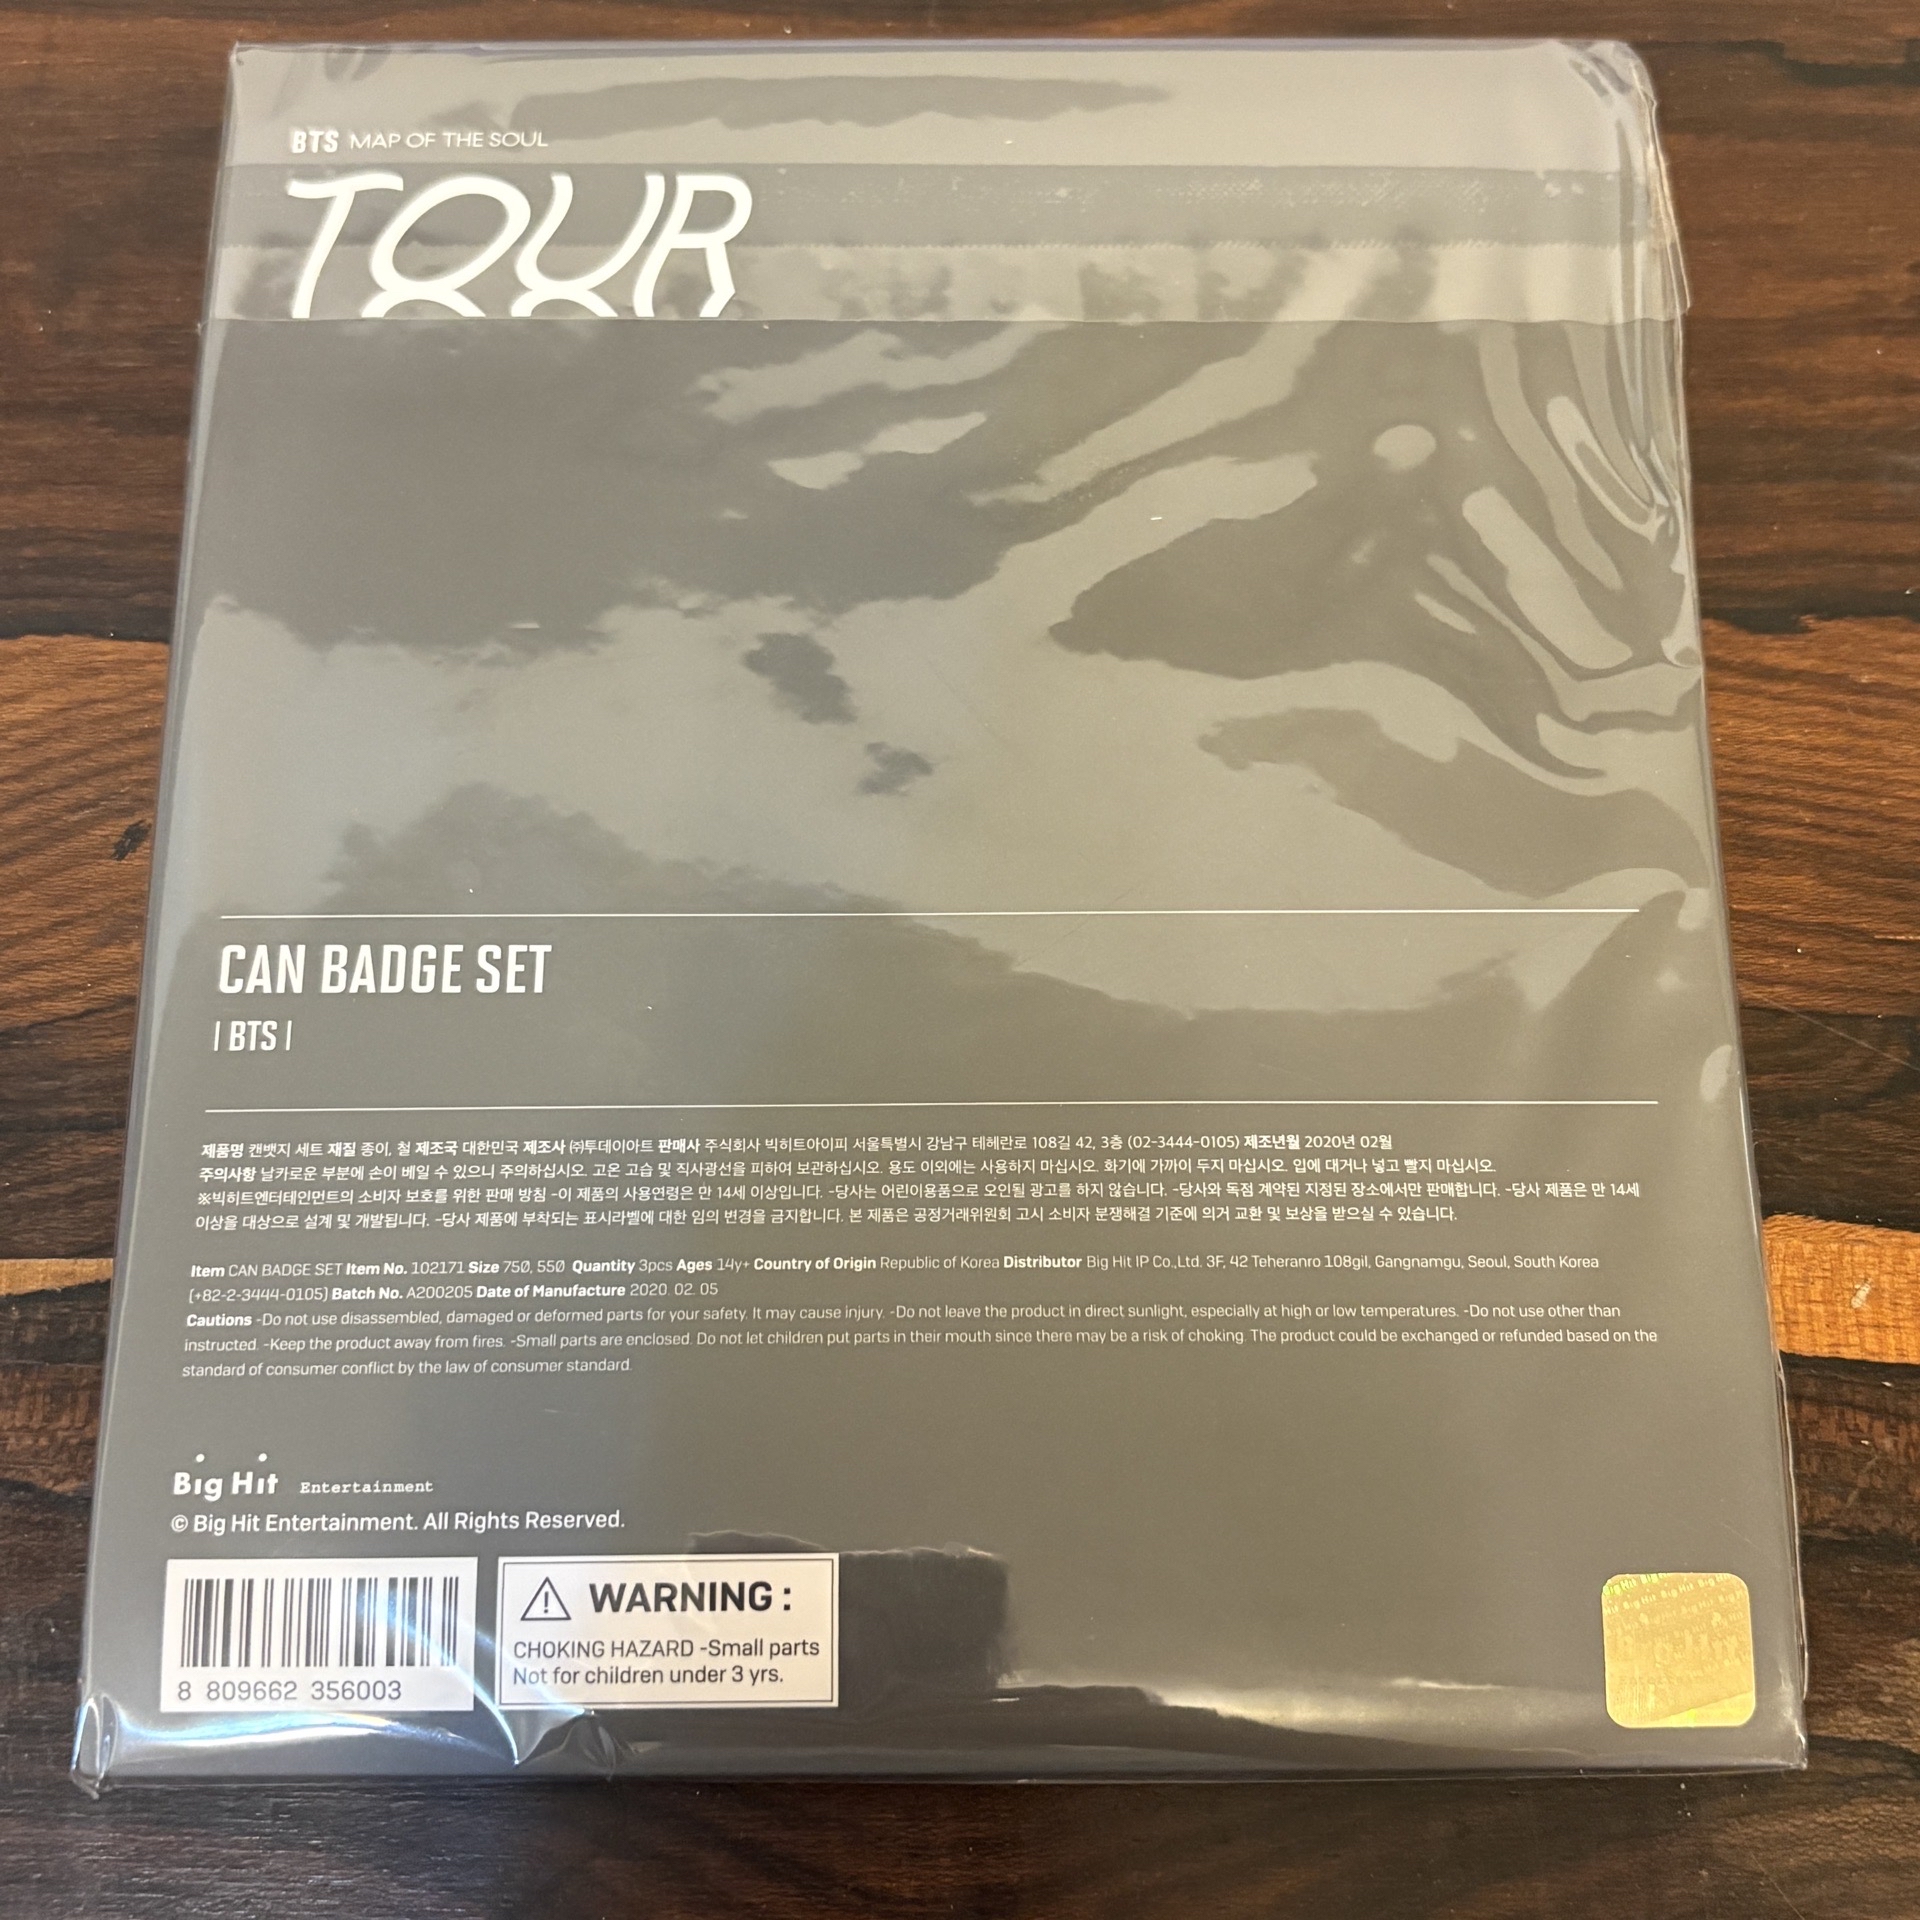 BTS MAP OF THE SOUL
TOUR
CAN BADGE SET
| BTS |
제품명 캔뱃지 세트 재질 종이, 철 제조국 대한민국 제조사 ㈜투데이아트 판매사 주식회사 빅히트아이피 서울특별시 강남구 테헤란로 108길 42, 3층 (02-3444-0105) 제조년월 2020년 02월
주의사항 날카로운 부분에 손이 베일 수 있으니 주의하십시오. 고온 고습 및 직사광선을 피하여 보관하십시오. 용도 이외에는 사용하지 마십시오. 화기에 가까이 두지 마십시오. 입에 대거나 넣고 빨지 마십시오.
※빅히트엔터테인먼트의 소비자 보호를 위한 판매 방침 -이 제품의 사용연령은 만 14세 이상입니다. -당사는 어린이용품으로 오인될 광고를 하지 않습니다. -당사와 독점 계약된 지정된 장소에서만 판매합니다. -당사 제품은 만 14세
이상을 대상으로 설계 및 개발됩니다. -당사 제품에 부착되는 표시라벨에 대한 임의 변경을 금지합니다. 본 제품은 공정거래위원회 고시 소비자 분쟁해결 기준에 의거 교환 및 보상을 받으실 수 있습니다.
Item CAN BADGE SET Item No. 102171 Size 750, 550 Quantity 3pcs Ages 14y+ Country of Origin Republic of Korea Distributor Big Hit IP Co.,Ltd. 3F, 42 Teheranro 108gil, Gangnamgu, Seoul, South Korea
(+82-2-3444-0105) Batch No. A200205 Date of Manufacture 2020. 02. 05
Cautions -Do not use disassembled, damaged or deformed parts for your safety. It may cause injury. -Do not leave the product in direct sunlight, especially at high or low temperatures. -Do not use other than
instructed. -Keep the product away from fires. -Small parts are enclosed. Do not let children put parts in their mouth since there may be a risk of choking. The product could be exchanged or refunded based on the
standard of consumer conflict by the law of consumer standard.
Big Hit Entertainment
© Big Hit Entertainment. All Rights Reserved.
8 809662 356003
WARNING :
CHOKING HAZARD -Small parts
Not for children under 3 yrs.